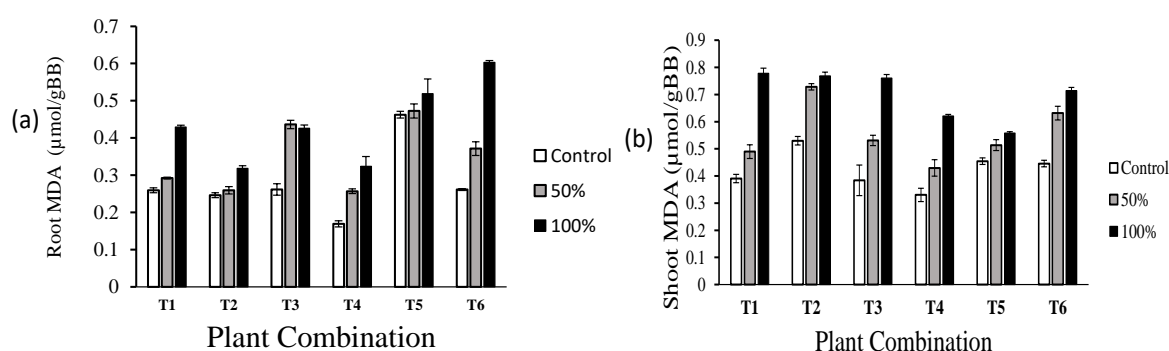 (a)
Root MDA (µmol/gBB)
0.7
0.6
0.5
0.4
0.3
0.2
0.1
0
T1 T2 T3 T4 T5 T6
Plant Combination
Control
50%
100%
(b)
Shoot MDA (µmol/gBB)
0.9
0.8
0.7
0.6
0.5
0.4
0.3
0.2
0.1
0
T1 T2 T3 T4 T5 T6
Plant Combination
Control
50%
100%